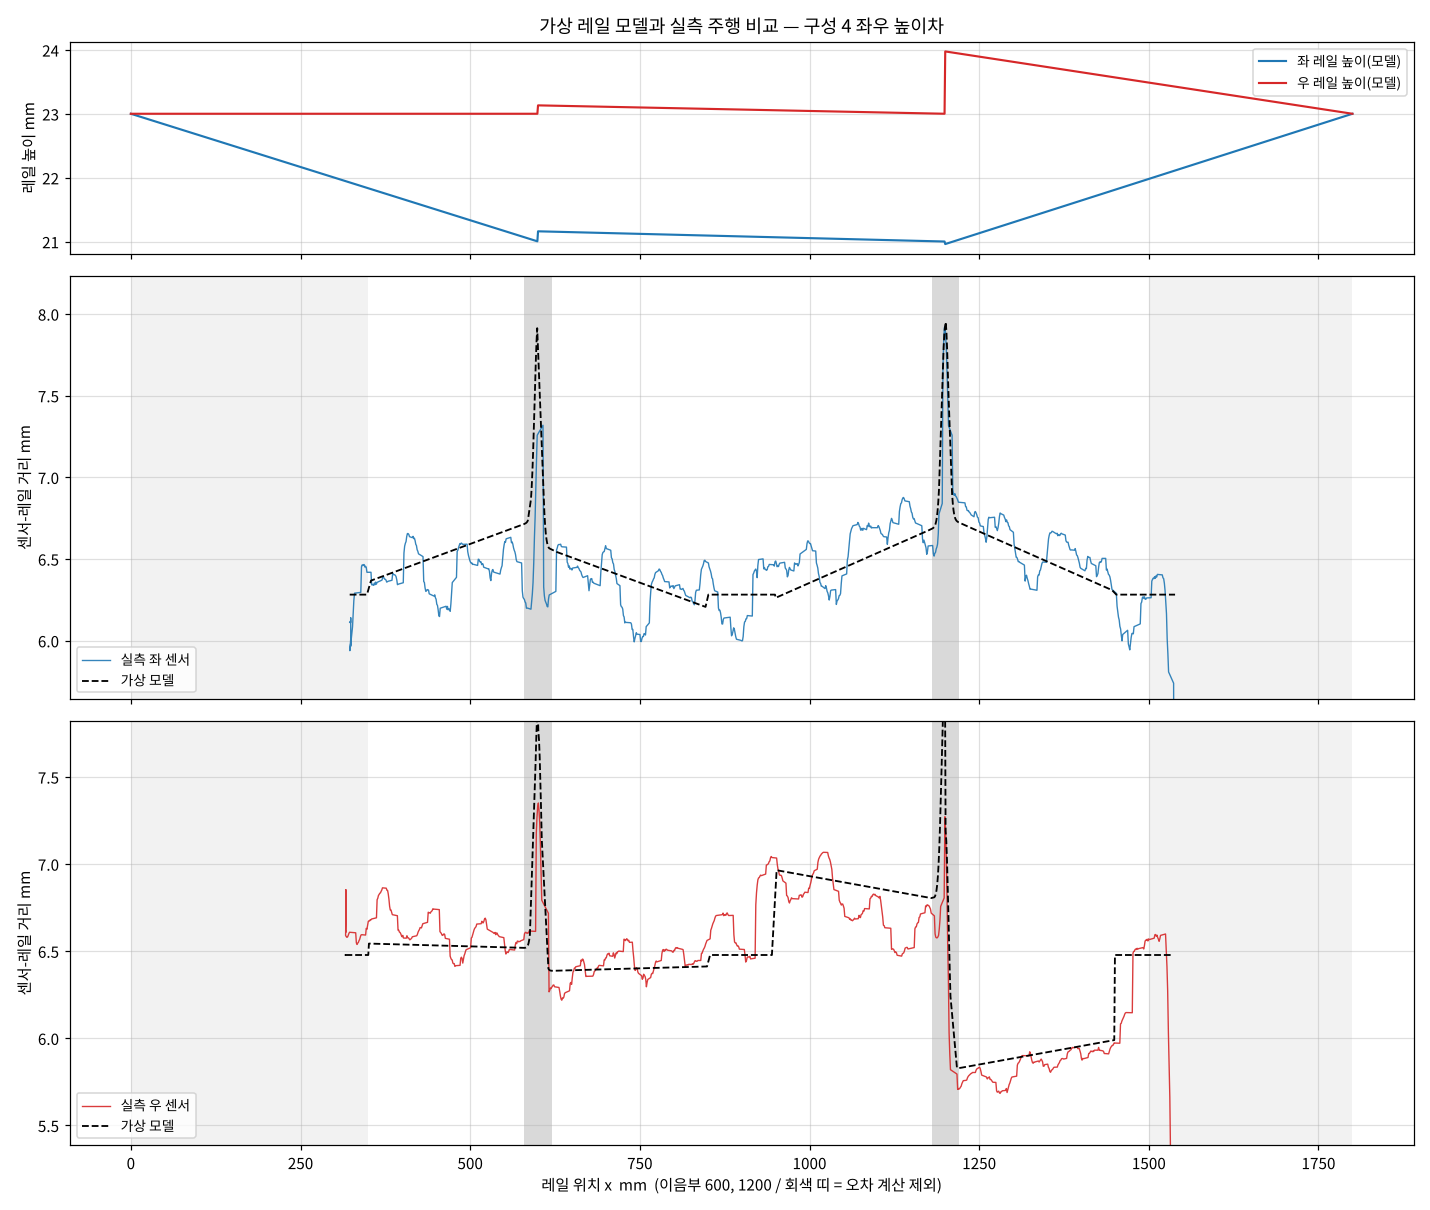 가상 레일 모델과 실측 주행 비교 — 구성 4 좌우 높이차
레일 높이 mm
24
23
22
21
좌 레일 높이(모델)
우 레일 높이(모델)
센서-레일 거리 mm
8.0
7.5
7.0
6.5
6.0
실측 좌 센서
가상 모델
센서-레일 거리 mm
7.5
7.0
6.5
6.0
5.5
실측 우 센서
가상 모델
0 250 500 750 1000 1250 1500 1750
레일 위치 x mm (이음부 600, 1200 / 회색 띠 = 오차 계산 제외)